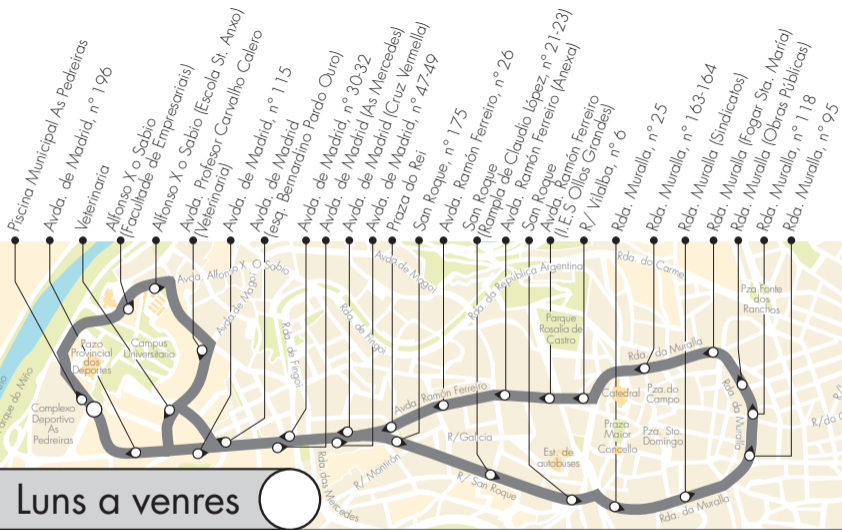 Piscina Municipal As Pedreiras
Avda. de Madrid, nº 196
Veterinaria
Alfonso X o Sabio
(Facultade de Empresariais)
Alfonso X o Sabio (Escola St. Anxo)
Avda. Profesor Carvalho Calero
(Veterinaria)
Avda. de Madrid, nº 115
Avda. de Madrid
(esq. Bernardino Pardo Ouro)
Avda. de Madrid, nº 30-32
Avda. de Madrid (As Mercedes)
Avda. de Madrid (Cruz Vermella)
Avda. de Madrid, nº 47-49
Praza do Rei
San Roque, nº 175
Avda. Ramón Ferreiro, nº 26
San Roque
(Rampla de Claudio López, nº 21-23)
Avda. Ramón Ferreiro (Anexa)
San Roque
Avda. Ramón Ferreiro
(I.E.S Ollos Grandes)
R/ Vilalba, nº 6
Rda. Muralla, nº 25
Rda. Muralla, nº 163-164
Rda. Muralla (Sindicatos)
Rda. Muralla (Fogar Sta. María)
Rda. Muralla (Obras Públicas)
Rda. Muralla, nº 118
Rda. Muralla, nº 95
Avda. Alfonso X O Sabio
Avda. de Magoi
Avda. de Magoi
Rda. da República Argentina
Rda. do Carme
Pza. Fonte
dos
Ranchos
Parque
Rosalía de
Castro
Rda. de Fingoi
Rda. de Fingoi
Pazo
Provincial
dos
Deportes
Campus
Universitario
Parque do Miño
Complexo
Deportivo
As
Pedreiras
Avda. Ramón Ferreiro
Rda. da Muralla
Catedral
Pza. do
Campo
Praza
Maior
Concello
Pza. Sto.
Domingo
Rda. da Muralla
R/Galicia
Est. de
autobuses
R/ Montirón
R/ San Roque
Rda. das Mercedes
Rda. da Muralla
Luns a venres